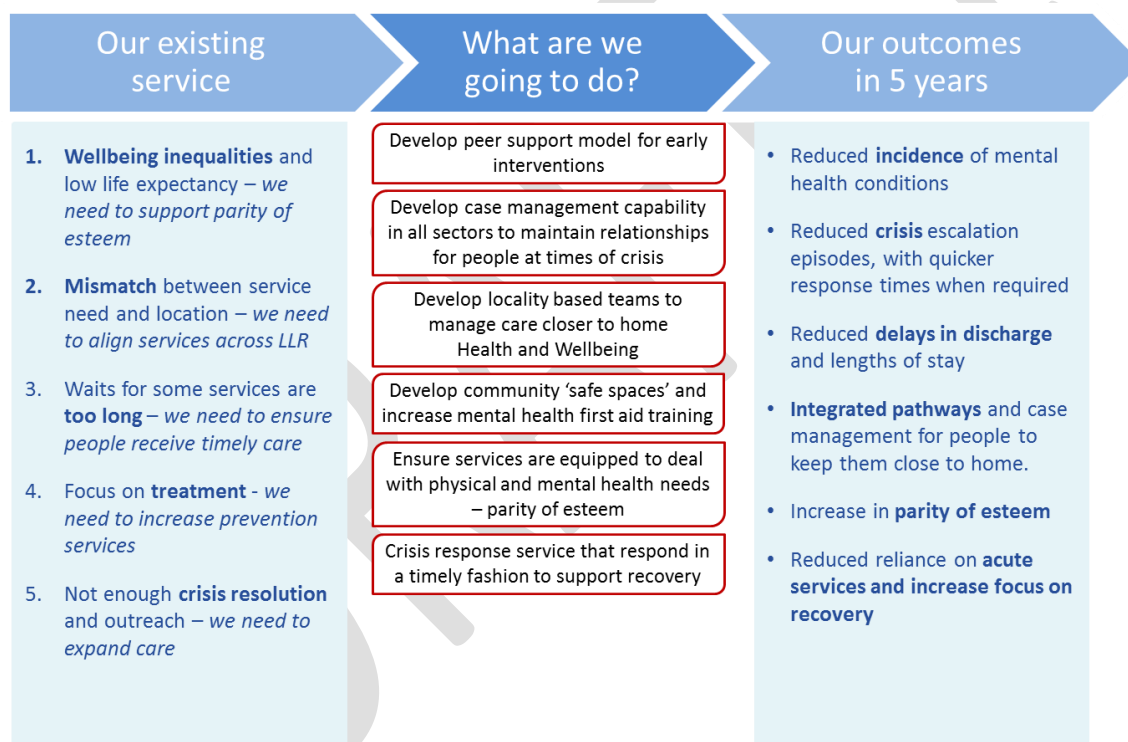 Our existing
service
What are we
going to do?
Our outcomes
in 5 years
1. Wellbeing inequalities and
low life expectancy – we
need to support parity of
esteem
2. Mismatch between service
need and location – we need
to align services across LLR
3. Waits for some services are
too long – we need to ensure
people receive timely care
4. Focus on treatment - we
need to increase prevention
services
5. Not enough crisis resolution
and outreach – we need to
expand care
Develop peer support model for early
interventions
Develop case management capability
in all sectors to maintain relationships
for people at times of crisis
Develop locality based teams to
manage care closer to home
Health and Wellbeing
Develop community ‘safe spaces’ and
increase mental health first aid training
Ensure services are equipped to deal
with physical and mental health needs
– parity of esteem
Crisis response service that respond in
a timely fashion to support recovery
• Reduced incidence of mental
health conditions
• Reduced crisis escalation
episodes, with quicker
response times when required
• Reduced delays in discharge
and lengths of stay
• Integrated pathways and case
management for people to
keep them close to home.
• Increase in parity of esteem
• Reduced reliance on acute
services and increase focus on
recovery